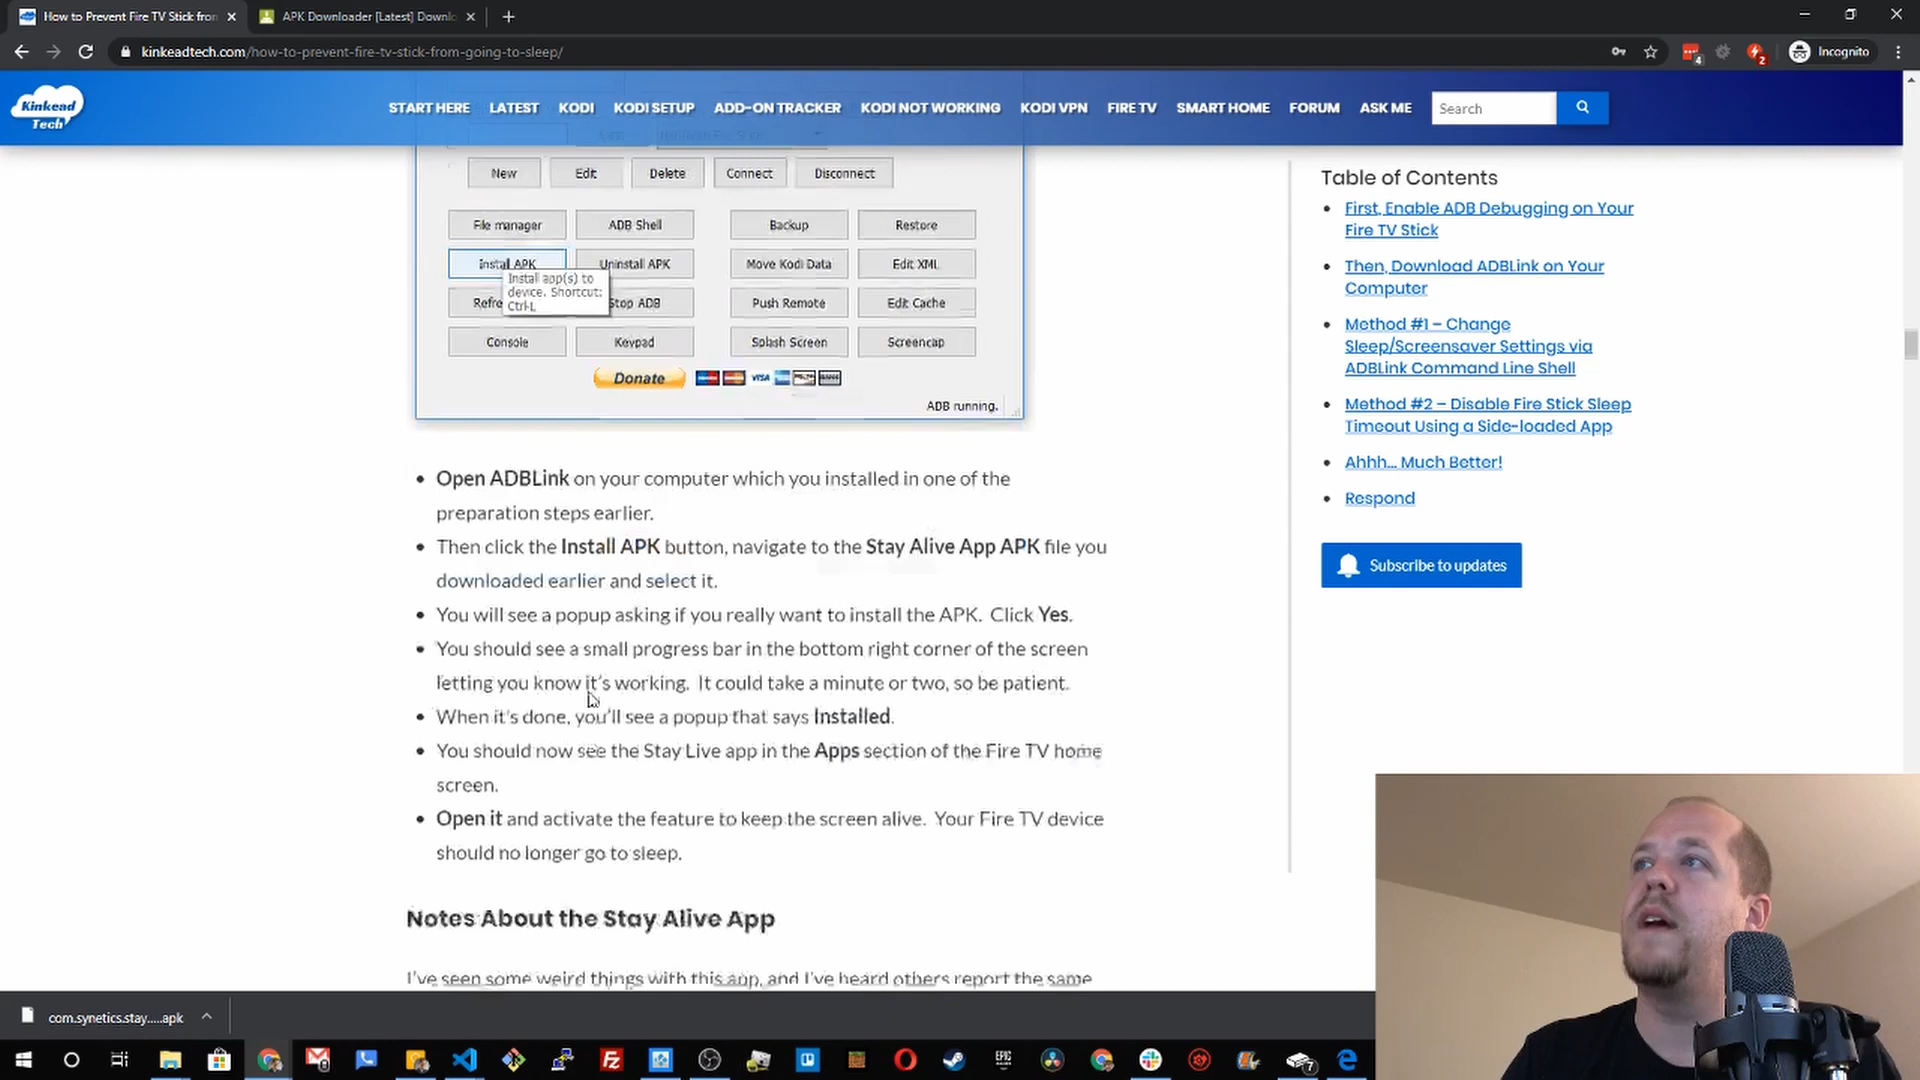 How to Prevent Fire TV Stick from
APK Downloader [Latest] Downl
kinkeadtech.com/how-to-prevent-fire-tv-stick-from-going-to-sleep/
4
2
Incognito
Kinkead
Tech
START HERE
LATEST
KODI
KODI SETUP
ADD-ON TRACKER
KODI NOT WORKING
KODI VPN
FIRE TV
SMART HOME
FORUM
ASK ME
Search
New
Edit
Delete
Connect
Disconnect
File manager
ADB Shell
Backup
Restore
Install APK
Uninstall APK
Move Kodi Data
Edit XML
Install app(s) to
device. Shortcut:
Ctrl-L
Refre
Stop ADB
Push Remote
Edit Cache
Console
Keypad
Splash Screen
Screencap
Donate
VISA
ADB running.
Open ADBLink on your computer which you installed in one of the
preparation steps earlier.
Then click the Install APK button, navigate to the Stay Alive App APK file you
downloaded earlier and select it.
You will see a popup asking if you really want to install the APK. Click Yes.
You should see a small progress bar in the bottom right corner of the screen
letting you know it's working. It could take a minute or two, so be patient.
When it's done, you'll see a popup that says Installed.
You should now see the Stay Live app in the Apps section of the Fire TV home
screen.
Open it and activate the feature to keep the screen alive. Your Fire TV device
should no longer go to sleep.
Notes About the Stay Alive App
I've seen some weird things with this app, and I've heard others report the same
Table of Contents
First, Enable ADB Debugging on Your
Fire TV Stick
Then, Download ADBLink on Your
Computer
Method #1 – Change
Sleep/Screensaver Settings via
ADBLink Command Line Shell
Method #2 – Disable Fire Stick Sleep
Timeout Using a Side-loaded App
Ahhh... Much Better!
Respond
Subscribe to updates
com.synetics.stay.....apk
FZ
EPIC
7